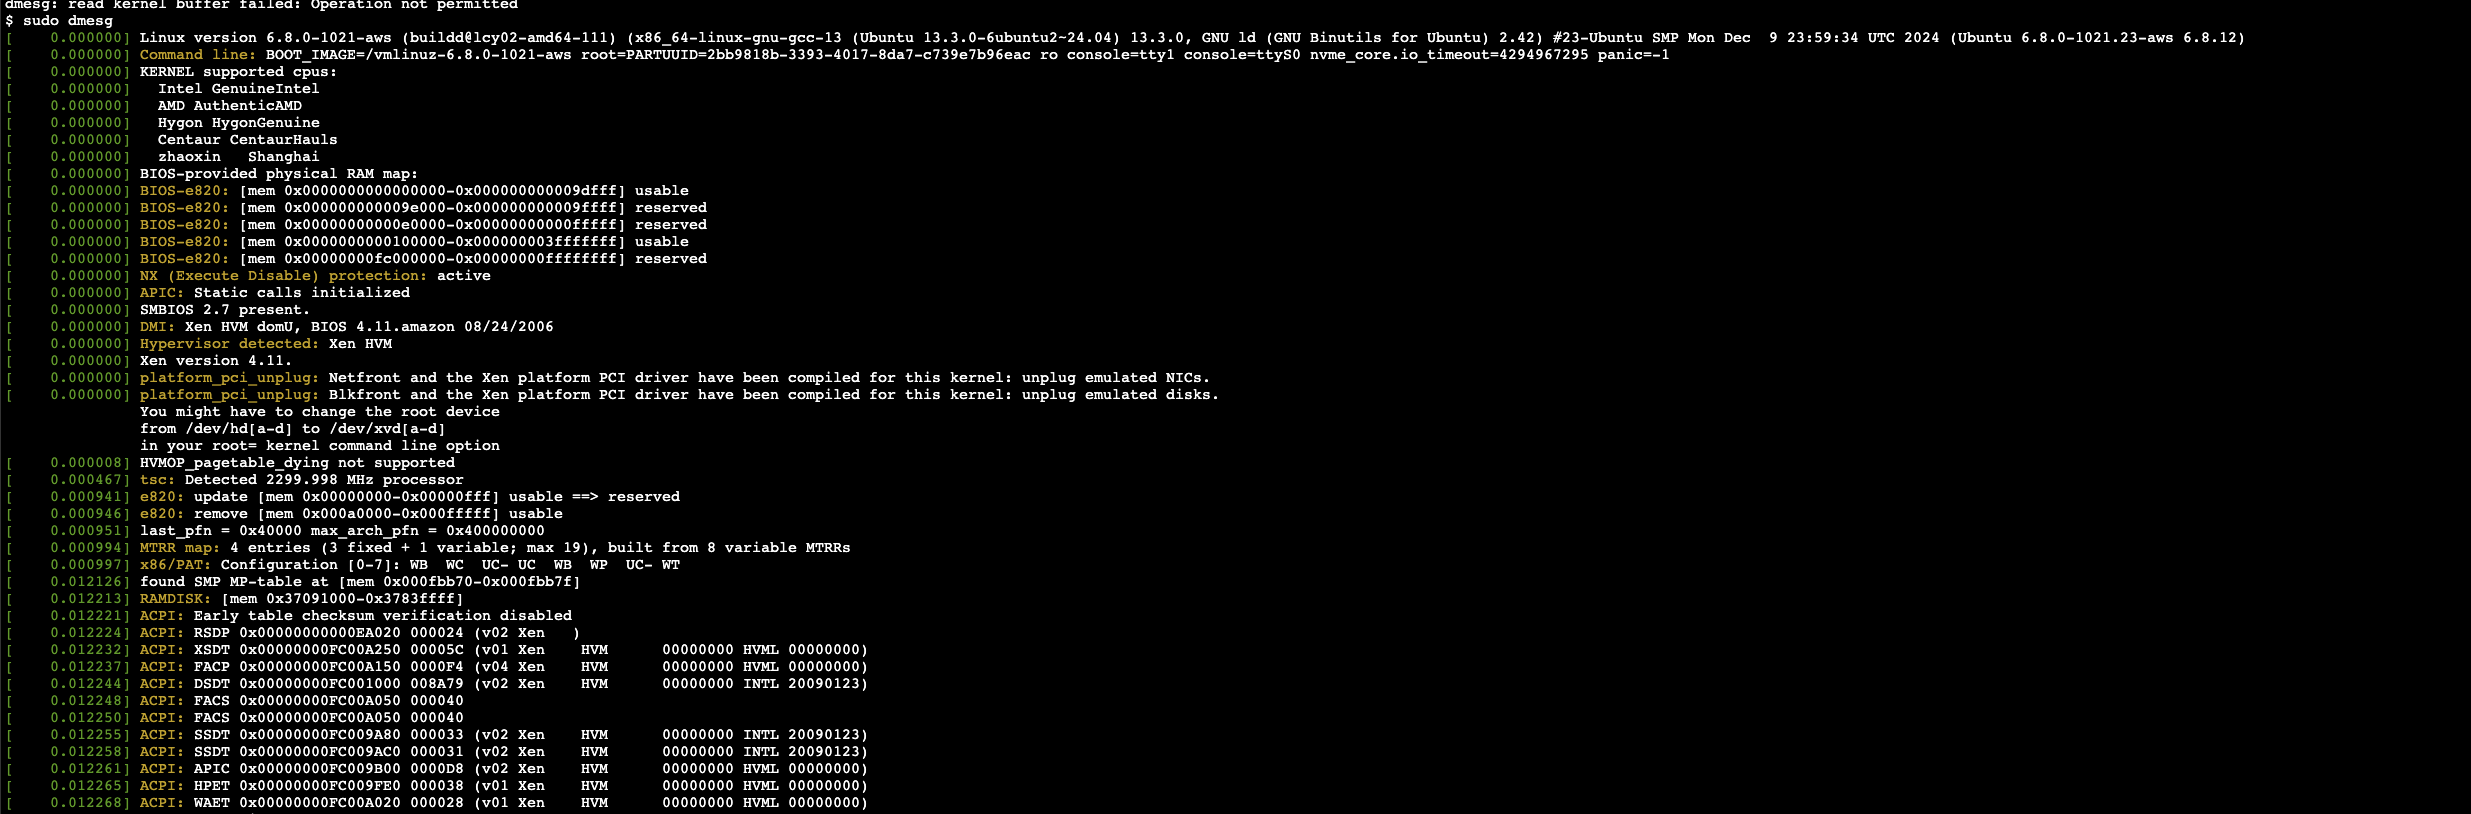 dmesg: read kernel buffer failed: Operation not permitted
$ sudo dmesg
[    0.000000] Linux version 6.8.0-1021-aws (buildd@lcy02-amd64-111) (x86_64-linux-gnu-gcc-13 (Ubuntu 13.3.0-6ubuntu2~24.04) 13.3.0, GNU ld (GNU Binutils for Ubuntu) 2.42) #23-Ubuntu SMP Mon Dec  9 23:59:34 UTC 2024 (Ubuntu 6.8.0-1021.23-aws 6.8.12)
[    0.000000] Command line: BOOT_IMAGE=/vmlinuz-6.8.0-1021-aws root=PARTUUID=2bb9818b-3393-4017-8da7-c739e7b96eac ro console=tty1 console=ttyS0 nvme_core.io_timeout=4294967295 panic=-1
[    0.000000] KERNEL supported cpus:
[    0.000000]   Intel GenuineIntel
[    0.000000]   AMD AuthenticAMD
[    0.000000]   Hygon HygonGenuine
[    0.000000]   Centaur CentaurHauls
[    0.000000]   zhaoxin   Shanghai
[    0.000000] BIOS-provided physical RAM map:
[    0.000000] BIOS-e820: [mem 0x0000000000000000-0x000000000009dfff] usable
[    0.000000] BIOS-e820: [mem 0x000000000009e000-0x000000000009ffff] reserved
[    0.000000] BIOS-e820: [mem 0x00000000000e0000-0x00000000000fffff] reserved
[    0.000000] BIOS-e820: [mem 0x0000000000100000-0x000000003fffffff] usable
[    0.000000] BIOS-e820: [mem 0x00000000fc000000-0x00000000ffffffff] reserved
[    0.000000] NX (Execute Disable) protection: active
[    0.000000] APIC: Static calls initialized
[    0.000000] SMBIOS 2.7 present.
[    0.000000] DMI: Xen HVM domU, BIOS 4.11.amazon 08/24/2006
[    0.000000] Hypervisor detected: Xen HVM
[    0.000000] Xen version 4.11.
[    0.000000] platform_pci_unplug: Netfront and the Xen platform PCI driver have been compiled for this kernel: unplug emulated NICs.
[    0.000000] platform_pci_unplug: Blkfront and the Xen platform PCI driver have been compiled for this kernel: unplug emulated disks.
               You might have to change the root device
               from /dev/hd[a-d] to /dev/xvd[a-d]
               in your root= kernel command line option
[    0.000008] HVMOP_pagetable_dying not supported
[    0.000467] tsc: Detected 2299.998 MHz processor
[    0.000941] e820: update [mem 0x00000000-0x00000fff] usable ==> reserved
[    0.000946] e820: remove [mem 0x000a0000-0x000fffff] usable
[    0.000951] last_pfn = 0x40000 max_arch_pfn = 0x400000000
[    0.000994] MTRR map: 4 entries (3 fixed + 1 variable; max 19), built from 8 variable MTRRs
[    0.000997] x86/PAT: Configuration [0-7]: WB  WC  UC- UC  WB  WP  UC- WT
[    0.012126] found SMP MP-table at [mem 0x000fbb70-0x000fbb7f]
[    0.012213] RAMDISK: [mem 0x37091000-0x3783ffff]
[    0.012221] ACPI: Early table checksum verification disabled
[    0.012224] ACPI: RSDP 0x00000000000EA020 000024 (v02 Xen   )
[    0.012232] ACPI: XSDT 0x00000000FC00A250 00005C (v01 Xen    HVM      00000000 HVML 00000000)
[    0.012237] ACPI: FACP 0x00000000FC00A150 0000F4 (v04 Xen    HVM      00000000 HVML 00000000)
[    0.012244] ACPI: DSDT 0x00000000FC001000 008A79 (v02 Xen    HVM      00000000 INTL 20090123)
[    0.012248] ACPI: FACS 0x00000000FC00A050 000040
[    0.012250] ACPI: FACS 0x00000000FC00A050 000040
[    0.012255] ACPI: SSDT 0x00000000FC009A80 000033 (v02 Xen    HVM      00000000 INTL 20090123)
[    0.012258] ACPI: SSDT 0x00000000FC009AC0 000031 (v02 Xen    HVM      00000000 INTL 20090123)
[    0.012261] ACPI: APIC 0x00000000FC009B00 0000D8 (v02 Xen    HVM      00000000 HVML 00000000)
[    0.012265] ACPI: HPET 0x00000000FC009FE0 000038 (v01 Xen    HVM      00000000 HVML 00000000)
[    0.012268] ACPI: WAET 0x00000000FC00A020 000028 (v01 Xen    HVM      00000000 HVML 00000000)